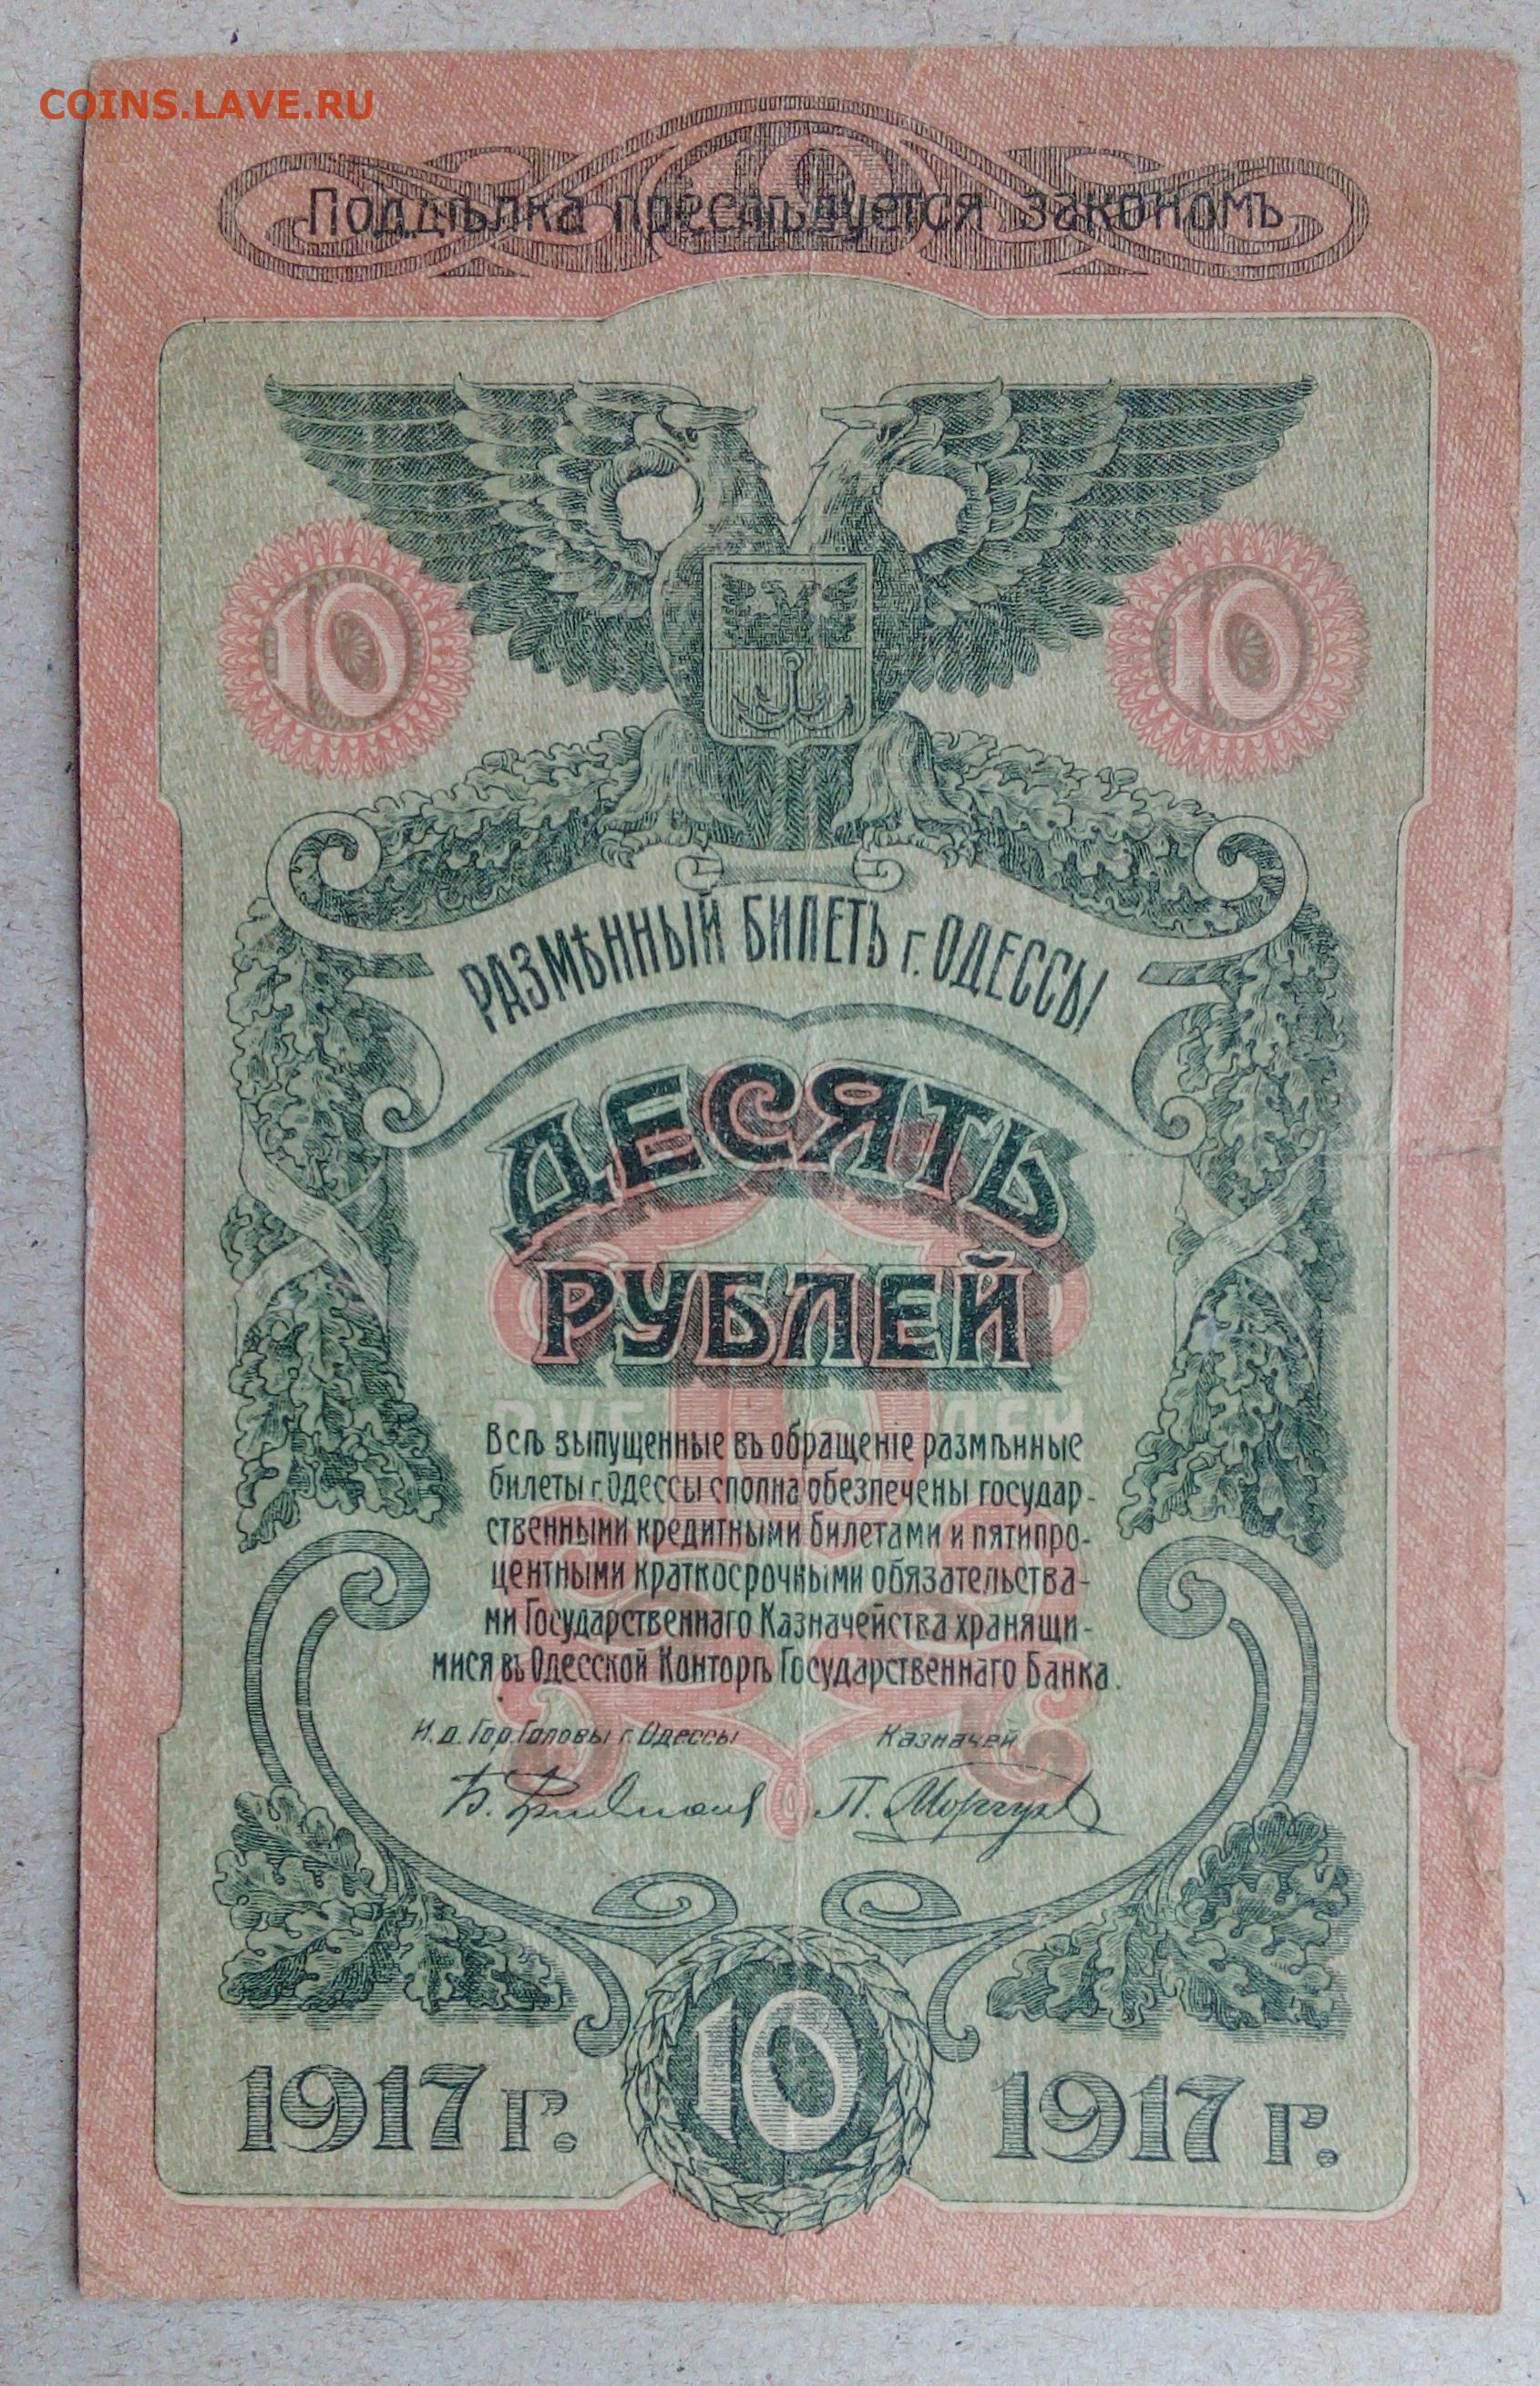 COINS.LAVE.RU
Поддѣлка преслѣдуется закономъ
10 10
РАЗМѢННЫЙ БИЛЕТЪ г. ОДЕССЫ
ДЕСЯТЬ
РУБЛЕЙ
Всѣ выпущенные въ обращеніе размѣнные
билеты г. Одессы сполна обезпечены государ-
ственными кредитными билетами и пятипро-
центными краткосрочными обязательства-
ми Государственнаго Казначейства хранящи-
мися въ Одесской Конторѣ Государственнаго Банка.
И.д. Гор. Головы г. Одессы Казначей
10
1917 г. 1917 г.